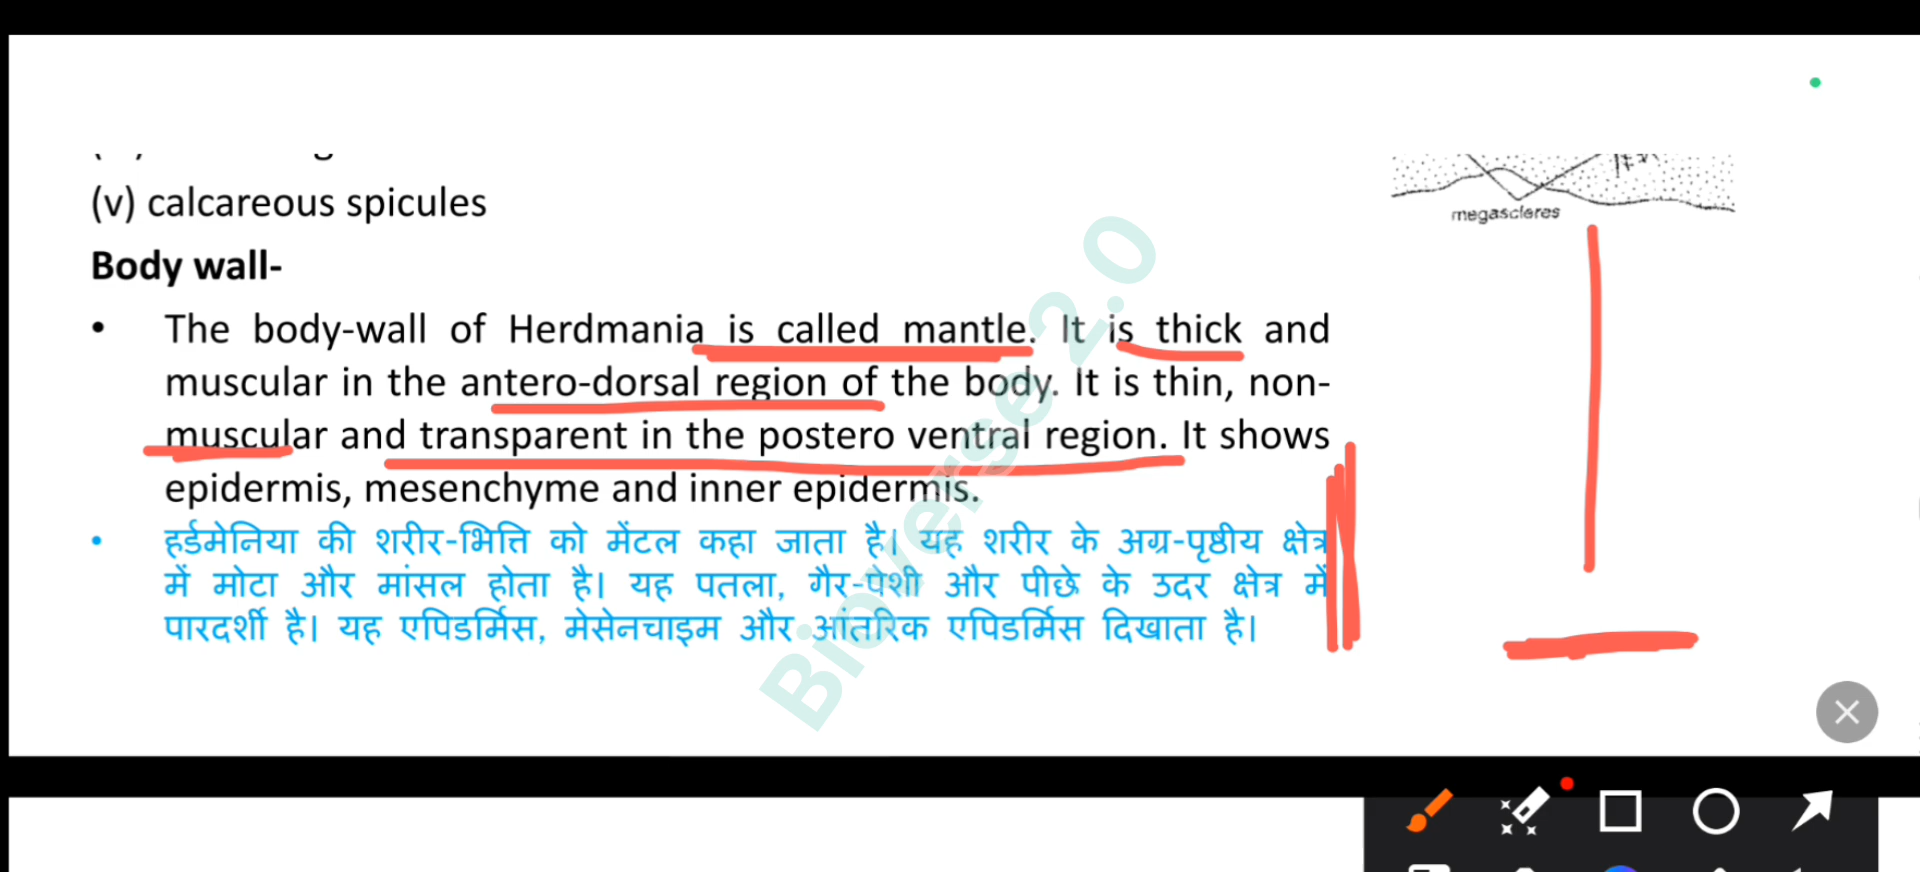 (v) calcareous spicules
megascleres
Body wall-
• The body-wall of Herdmania is called mantle. It is thick and
muscular in the antero-dorsal region of the body. It is thin, non-
muscular and transparent in the postero ventral region. It shows
epidermis, mesenchyme and inner epidermis.
• हर्डमेनिया की शरीर-भित्ति को मेंटल कहा जाता है। यह शरीर के अग्र-पृष्ठीय क्षेत्र
में मोटा और मांसल होता है। यह पतला, गैर-पेशी और पीछे के उदर क्षेत्र में
पारदर्शी है। यह एपिडर्मिस, मेसेनचाइम और आंतरिक एपिडर्मिस दिखाता है।
Bioverse 2.0